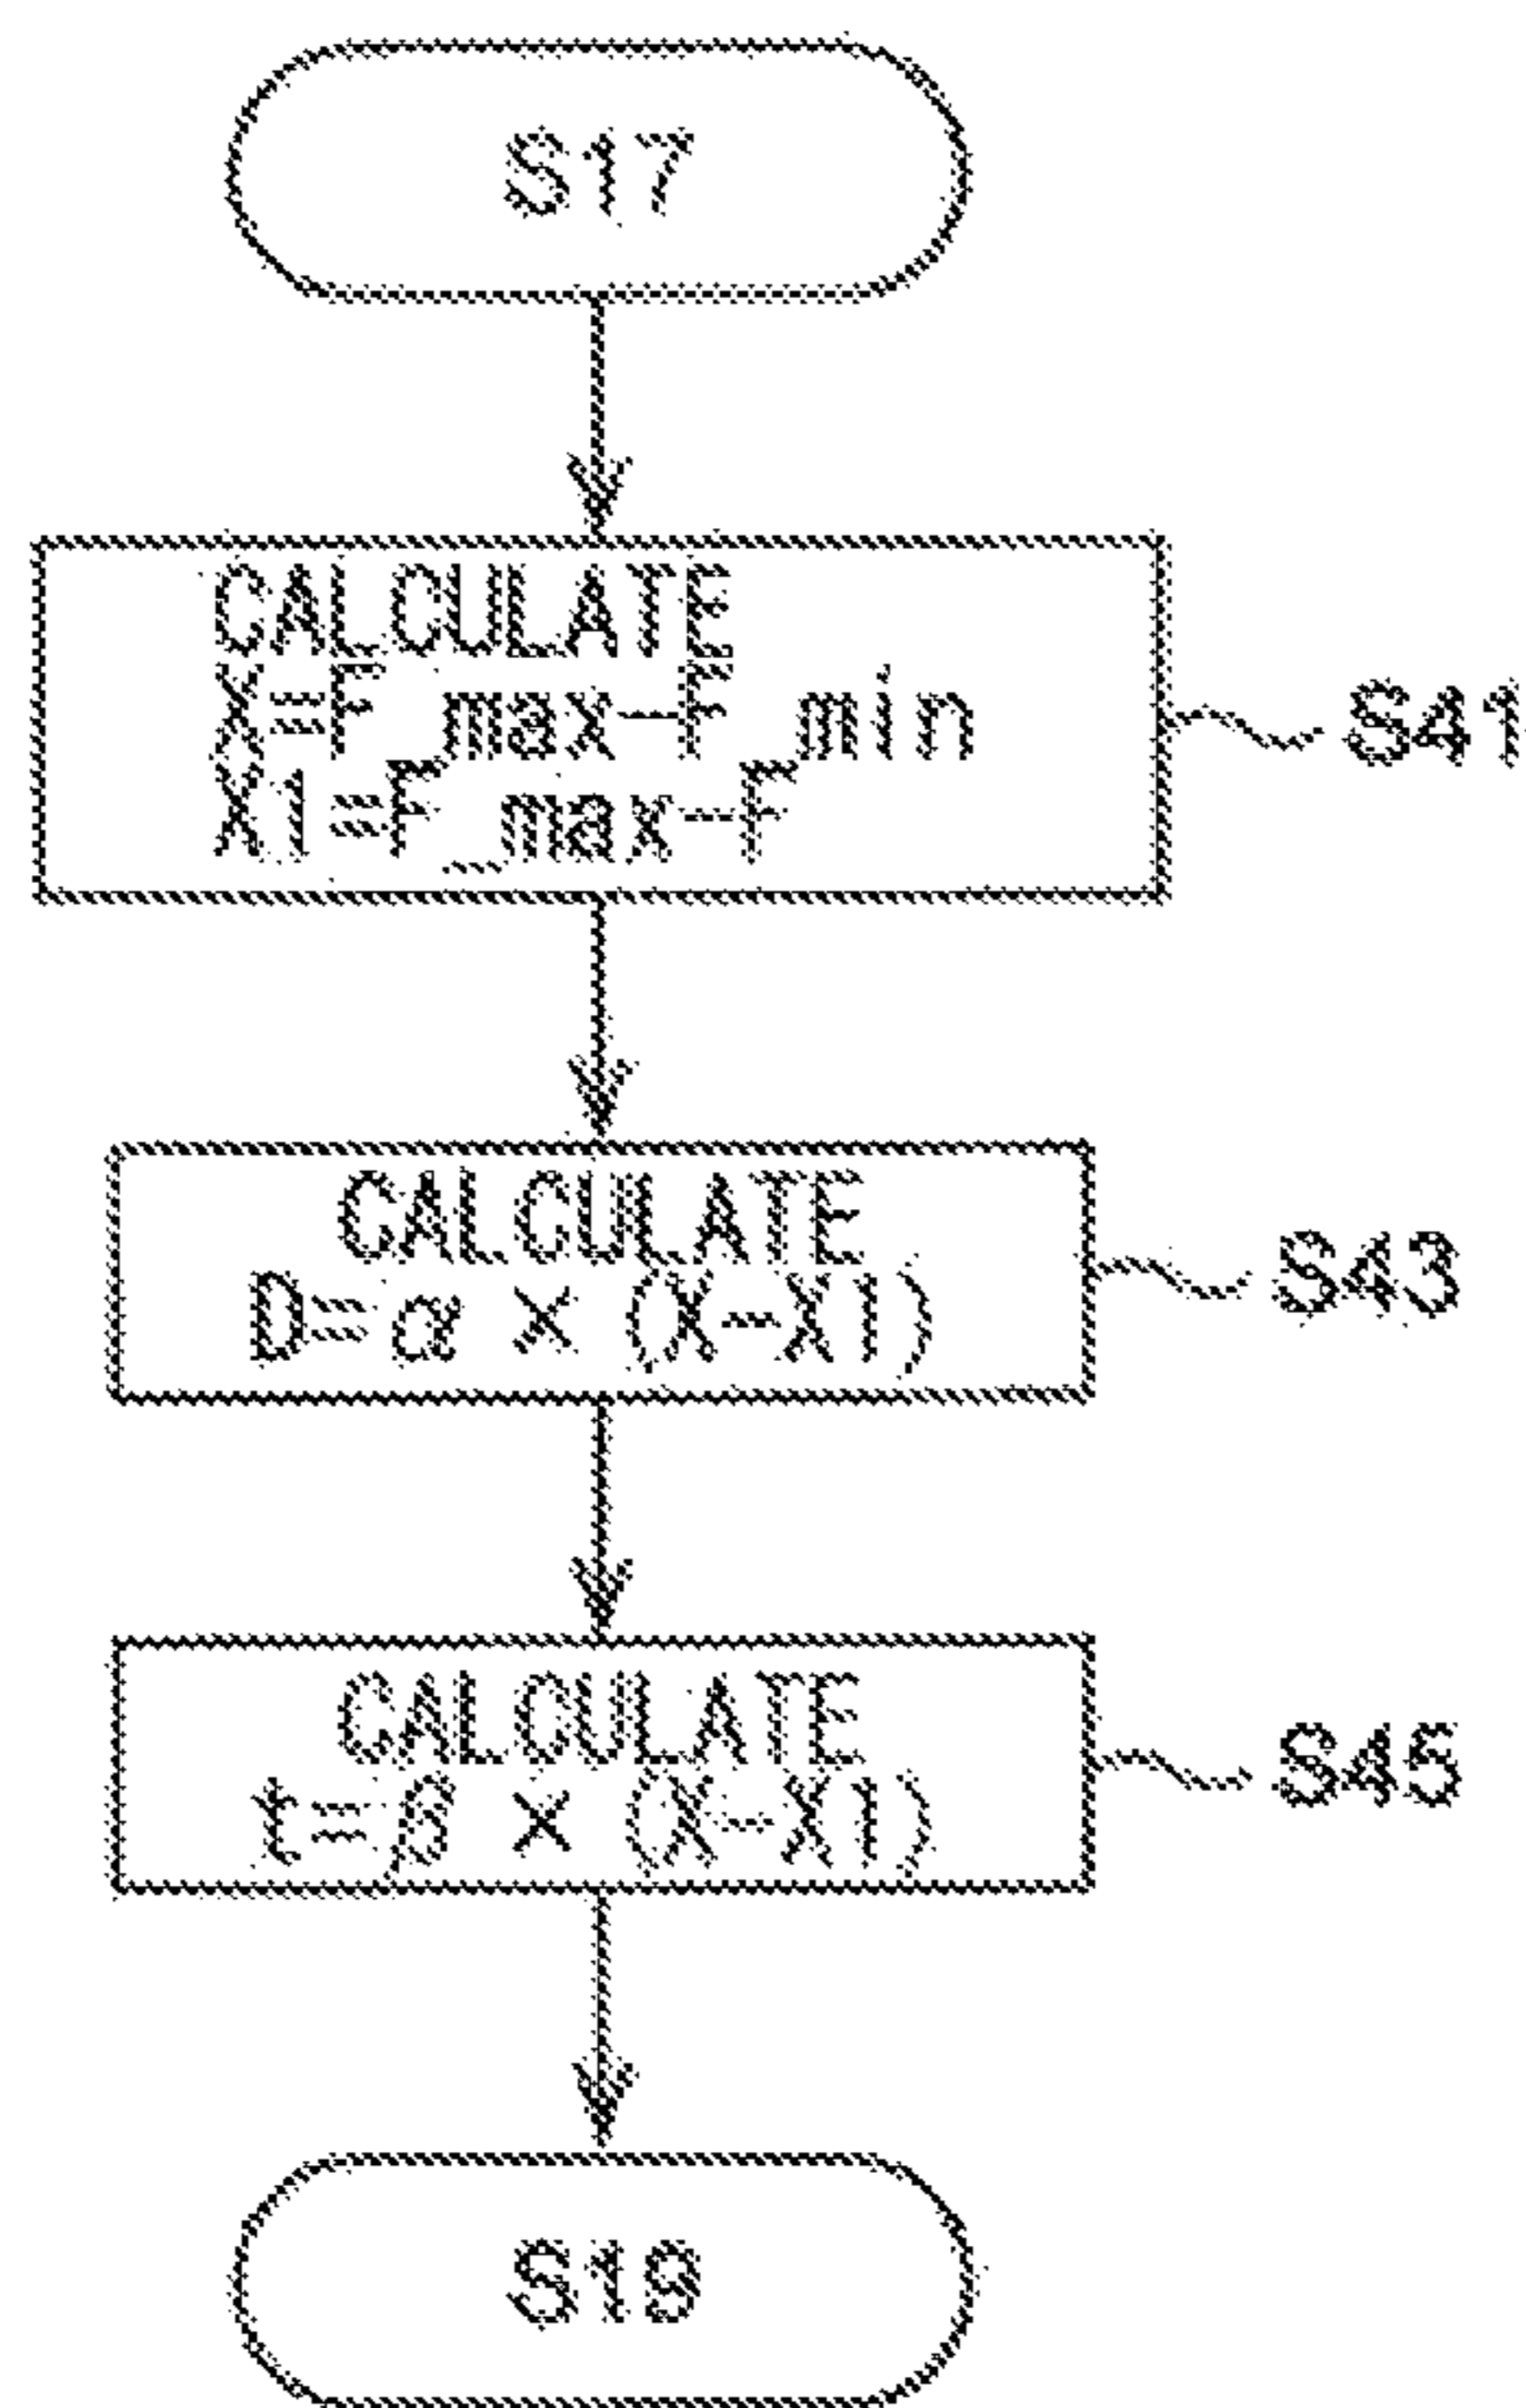 S17
CALCULATE
X=F_max-F_min
X1=F_max-F
S41
CALCULATE
D=α × (X-X1)
S43
CALCULATE
t=β × (X-X1)
S45
S19